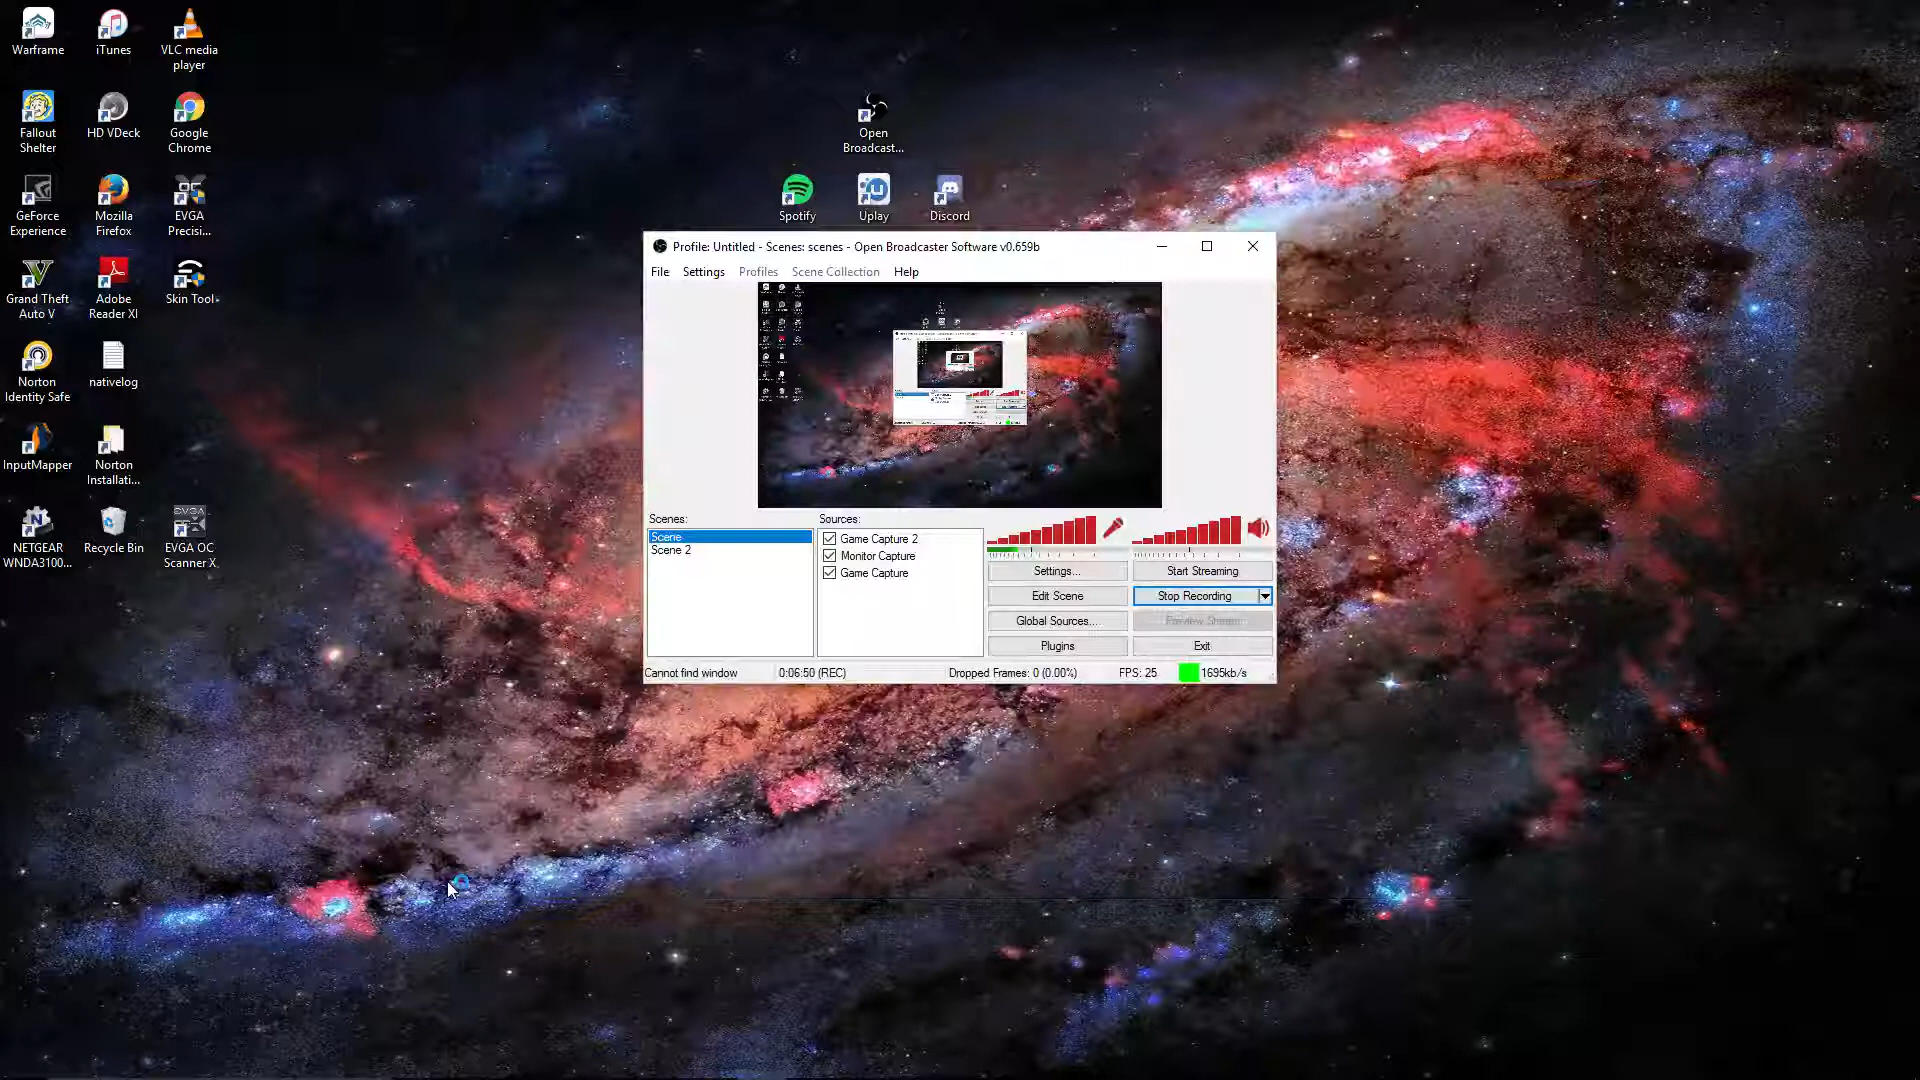 Warframe
iTunes
VLC media
player
Fallout
Shelter
HD VDeck
Google
Chrome
Open
Broadcast...
GeForce
Experience
Mozilla
Firefox
EVGA
Precisi...
Spotify
Uplay
Discord
Grand Theft
Auto V
Adobe
Reader XI
Skin Tool
Norton
Identity Safe
nativelog
InputMapper
Norton
Installati...
NETGEAR
WNDA3100...
Recycle Bin
EVGA OC
Scanner X
Profile: Untitled - Scenes: scenes - Open Broadcaster Software v0.659b
File Settings Profiles Scene Collection Help
Scenes:
Scene
Scene 2
Sources:
Game Capture 2
Monitor Capture
Game Capture
Settings...
Start Streaming
Edit Scene
Stop Recording
Global Sources...
Preview Stream
Plugins
Exit
Cannot find window 0:06:50 (REC) Dropped Frames: 0 (0.00%) FPS: 25 1695kb/s